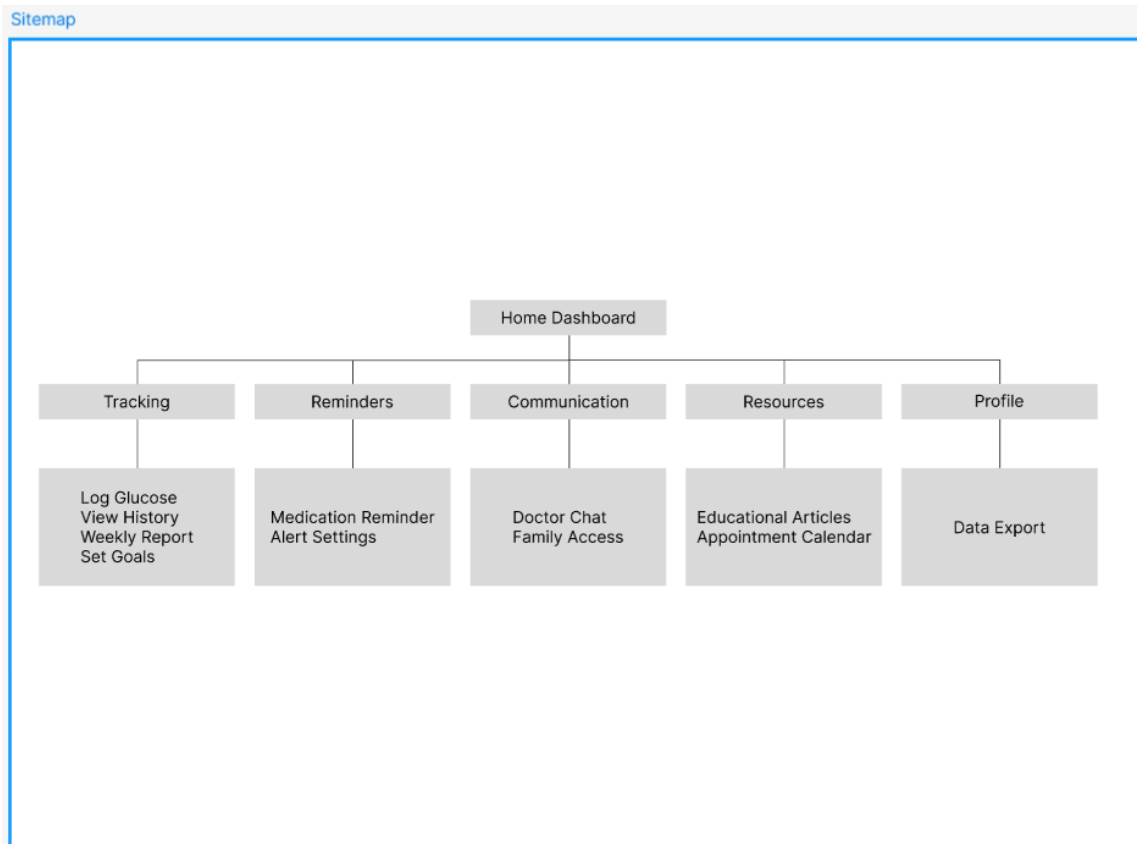 Sitemap
Home Dashboard
Tracking
Reminders
Communication
Resources
Profile
Log Glucose
View History
Weekly Report
Set Goals
Medication Reminder
Alert Settings
Doctor Chat
Family Access
Educational Articles
Appointment Calendar
Data Export